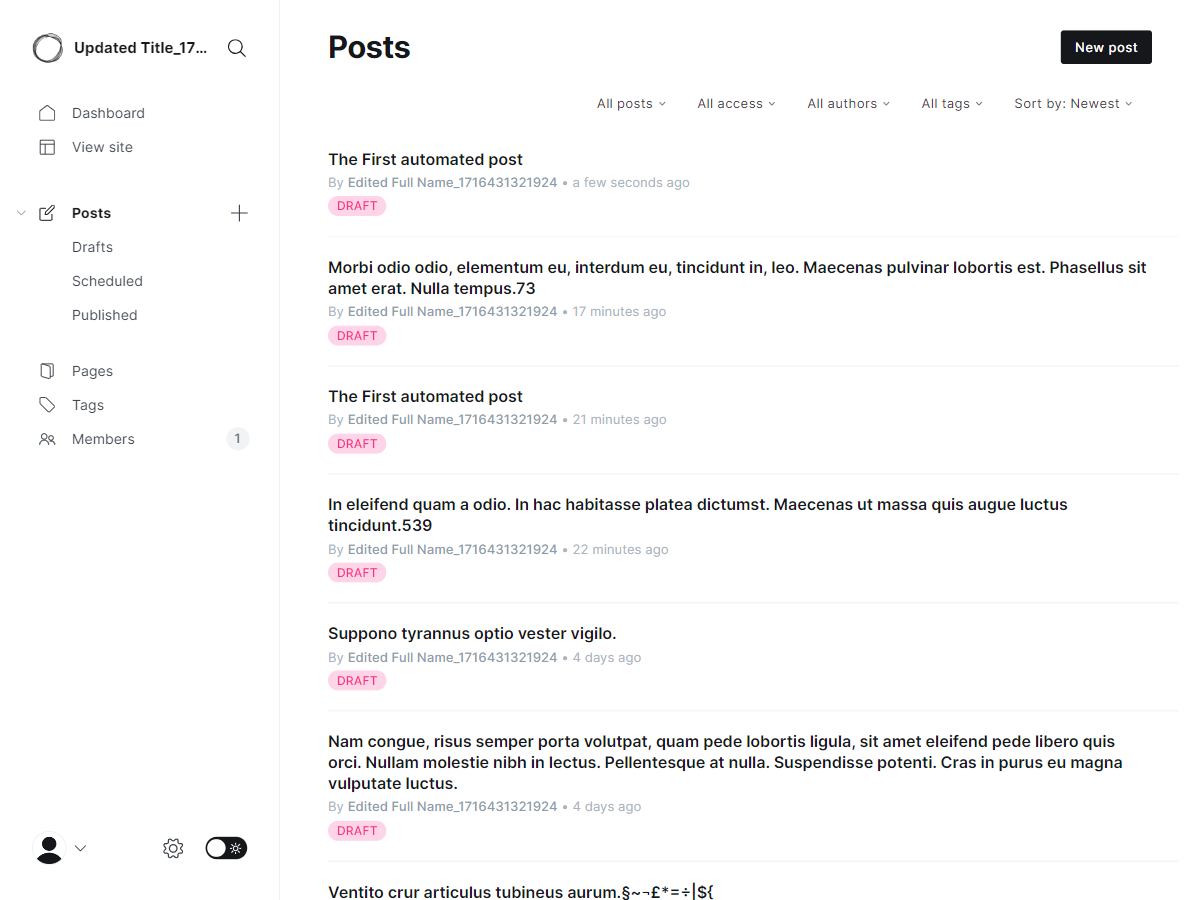 Updated Title_17...
Dashboard
View site
Posts
Drafts
Scheduled
Published
Pages
Tags
Members
1
Posts
New post
All posts
All access
All authors
All tags
Sort by: Newest
The First automated post
By Edited Full Name_1716431321924 • a few seconds ago
DRAFT
Morbi odio odio, elementum eu, interdum eu, tincidunt in, leo. Maecenas pulvinar lobortis est. Phasellus sit
amet erat. Nulla tempus.73
By Edited Full Name_1716431321924 • 17 minutes ago
DRAFT
The First automated post
By Edited Full Name_1716431321924 • 21 minutes ago
DRAFT
In eleifend quam a odio. In hac habitasse platea dictumst. Maecenas ut massa quis augue luctus
tincidunt.539
By Edited Full Name_1716431321924 • 22 minutes ago
DRAFT
Suppono tyrannus optio vester vigilo.
By Edited Full Name_1716431321924 • 4 days ago
DRAFT
Nam congue, risus semper porta volutpat, quam pede lobortis ligula, sit amet eleifend pede libero quis
orci. Nullam molestie nibh in lectus. Pellentesque at nulla. Suspendisse potenti. Cras in purus eu magna
vulputate luctus.
By Edited Full Name_1716431321924 • 4 days ago
DRAFT
Ventito crur articulus tubineus aurum.§~¬£*=÷|${